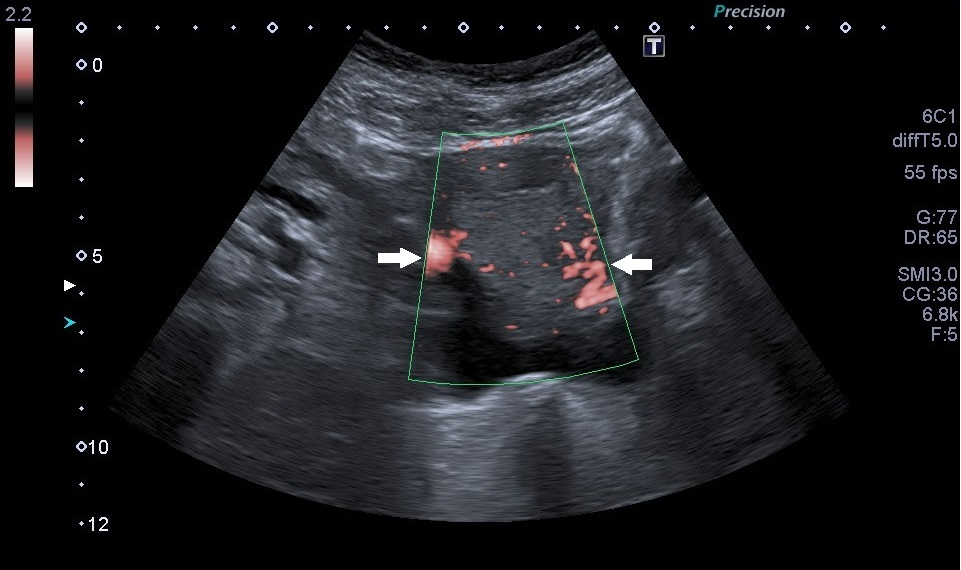 2.2
Precision
T
0
5
10
12
6C1
diffT5.0
55 fps
G:77
DR:65
SMI3.0
CG:36
6.8k
F:5